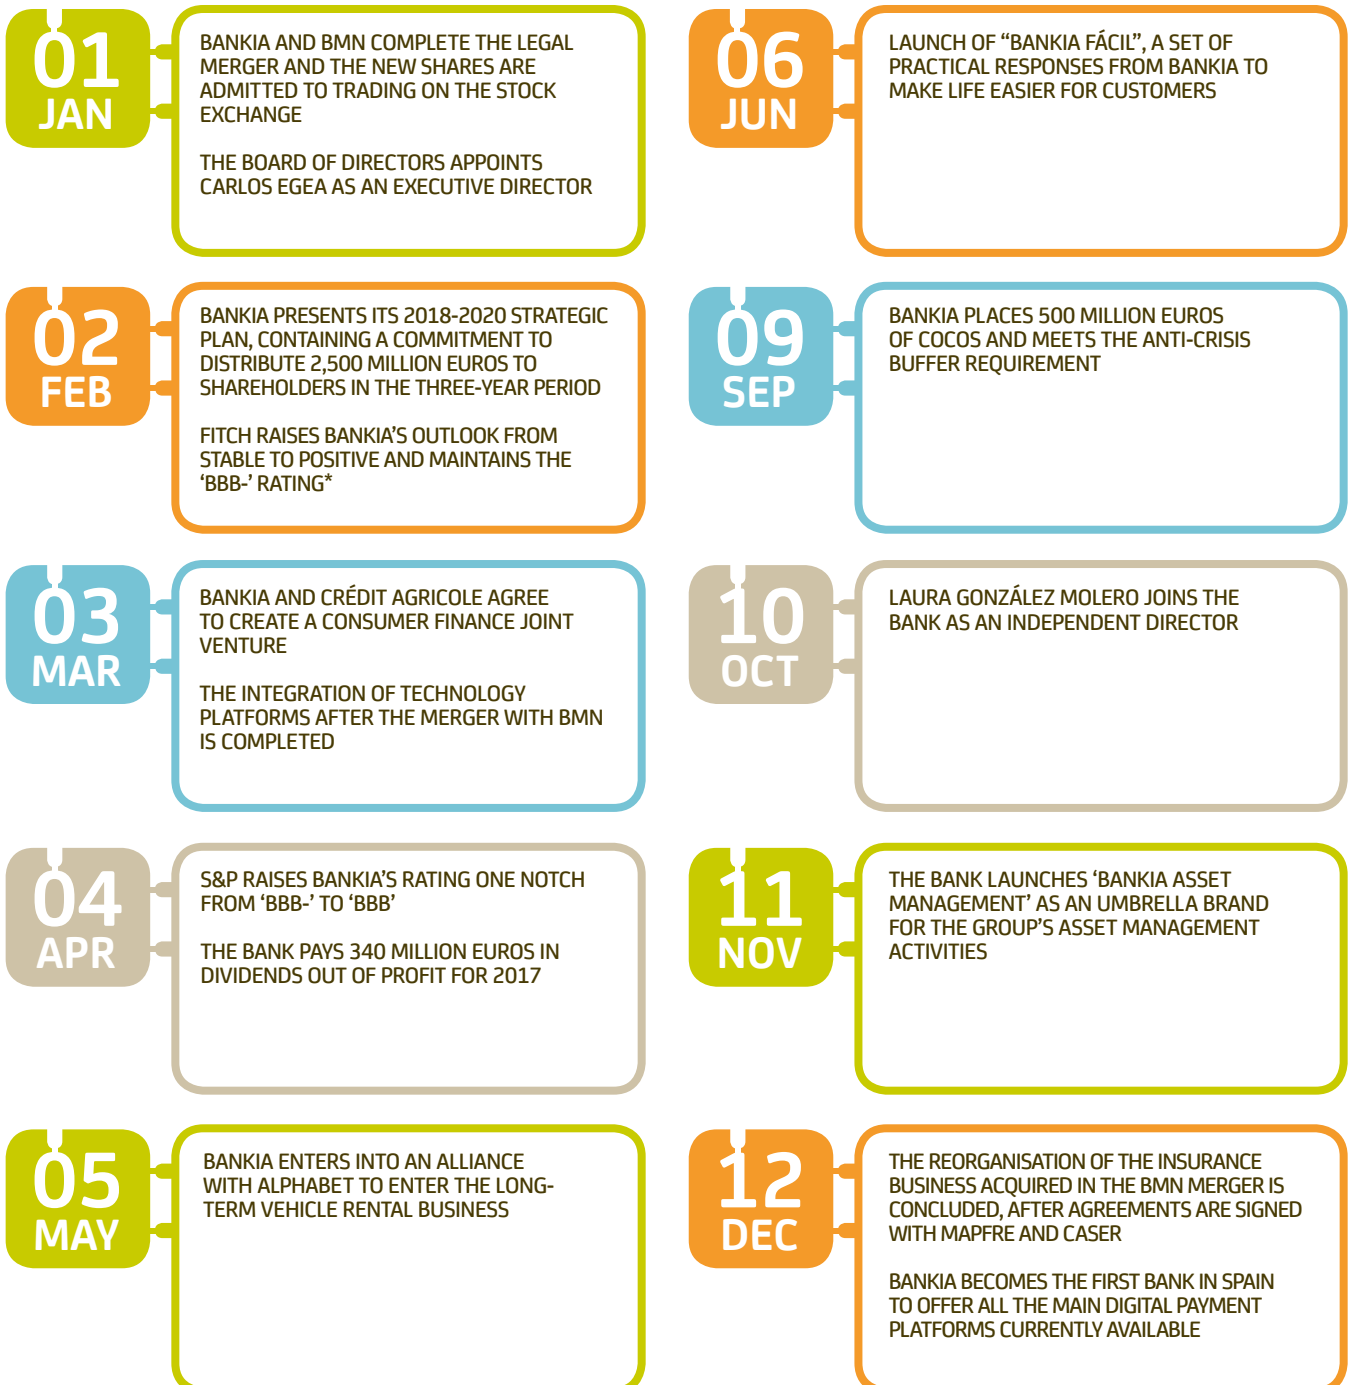 01
JAN
BANKIA AND BMN COMPLETE THE LEGAL
MERGER AND THE NEW SHARES ARE
ADMITTED TO TRADING ON THE STOCK
EXCHANGE
THE BOARD OF DIRECTORS APPOINTS
CARLOS EGEA AS AN EXECUTIVE DIRECTOR
02
FEB
BANKIA PRESENTS ITS 2018-2020 STRATEGIC
PLAN, CONTAINING A COMMITMENT TO
DISTRIBUTE 2,500 MILLION EUROS TO
SHAREHOLDERS IN THE THREE-YEAR PERIOD
FITCH RAISES BANKIA’S OUTLOOK FROM
STABLE TO POSITIVE AND MAINTAINS THE
‘BBB-’ RATING*
03
MAR
BANKIA AND CRÉDIT AGRICOLE AGREE
TO CREATE A CONSUMER FINANCE JOINT
VENTURE
THE INTEGRATION OF TECHNOLOGY
PLATFORMS AFTER THE MERGER WITH BMN
IS COMPLETED
04
APR
S&P RAISES BANKIA’S RATING ONE NOTCH
FROM ‘BBB-’ TO ‘BBB’
THE BANK PAYS 340 MILLION EUROS IN
DIVIDENDS OUT OF PROFIT FOR 2017
05
MAY
BANKIA ENTERS INTO AN ALLIANCE
WITH ALPHABET TO ENTER THE LONG-
TERM VEHICLE RENTAL BUSINESS
06
JUN
LAUNCH OF “BANKIA FÁCIL”, A SET OF
PRACTICAL RESPONSES FROM BANKIA TO
MAKE LIFE EASIER FOR CUSTOMERS
09
SEP
BANKIA PLACES 500 MILLION EUROS
OF COCOS AND MEETS THE ANTI-CRISIS
BUFFER REQUIREMENT
10
OCT
LAURA GONZÁLEZ MOLERO JOINS THE
BANK AS AN INDEPENDENT DIRECTOR
11
NOV
THE BANK LAUNCHES ‘BANKIA ASSET
MANAGEMENT’ AS AN UMBRELLA BRAND
FOR THE GROUP’S ASSET MANAGEMENT
ACTIVITIES
12
DEC
THE REORGANISATION OF THE INSURANCE
BUSINESS ACQUIRED IN THE BMN MERGER IS
CONCLUDED, AFTER AGREEMENTS ARE SIGNED
WITH MAPFRE AND CASER
BANKIA BECOMES THE FIRST BANK IN SPAIN
TO OFFER ALL THE MAIN DIGITAL PAYMENT
PLATFORMS CURRENTLY AVAILABLE